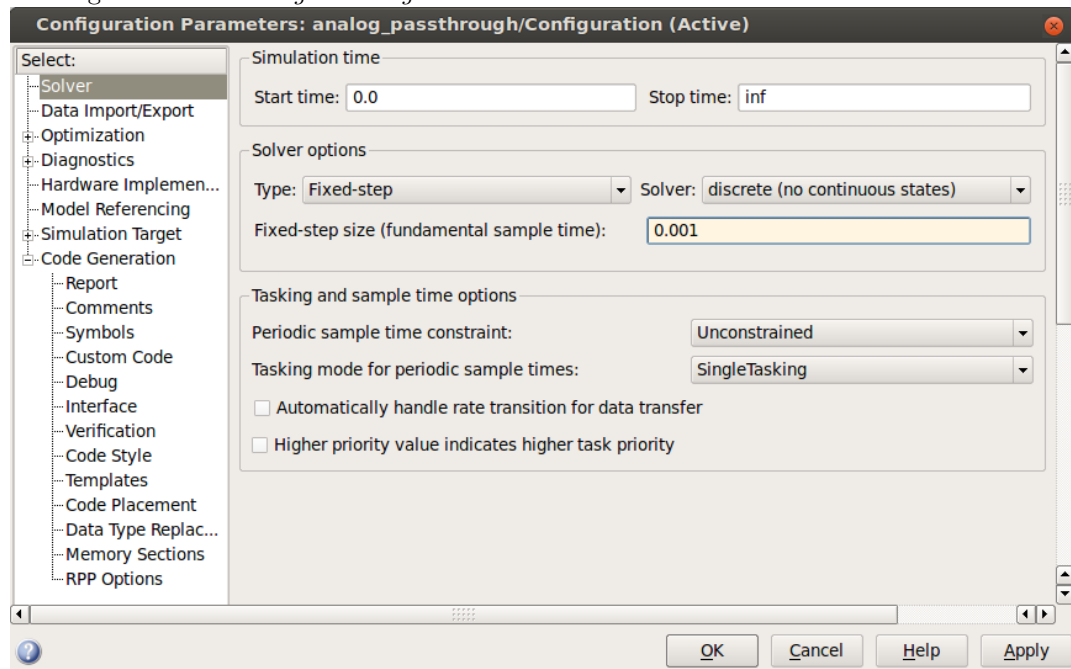 Configuration Parameters: analog_passthrough/Configuration (Active)
Select:
Solver
Data Import/Export
Optimization
Diagnostics
Hardware Implemen...
Model Referencing
Simulation Target
Code Generation
Report
Comments
Symbols
Custom Code
Debug
Interface
Verification
Code Style
Templates
Code Placement
Data Type Replac...
Memory Sections
RPP Options
Simulation time
Start time: 0.0 Stop time: inf
Solver options
Type: Fixed-step Solver: discrete (no continuous states)
Fixed-step size (fundamental sample time): 0.001
Tasking and sample time options
Periodic sample time constraint: Unconstrained
Tasking mode for periodic sample times: SingleTasking
Automatically handle rate transition for data transfer
Higher priority value indicates higher task priority
OK Cancel Help Apply